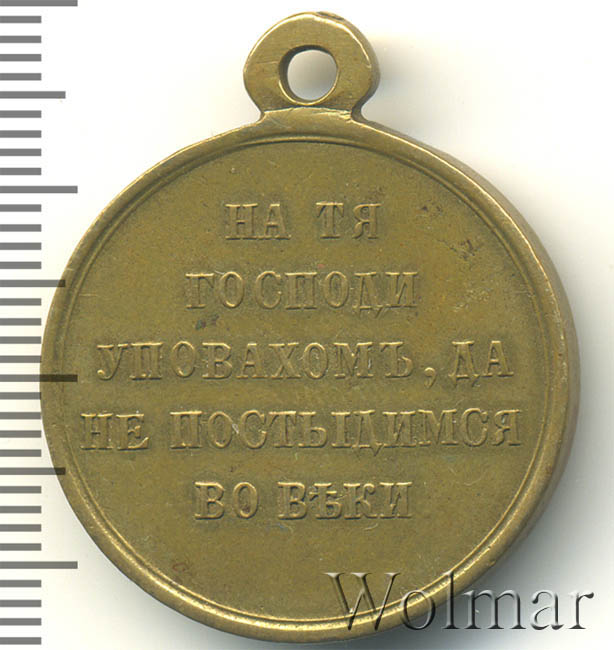 НА ТЯ
ГОСПОДИ
УПОВАХОМЪ, ДА
НЕ ПОСТЫДИМСЯ
ВО ВѢКИ
Wolmar